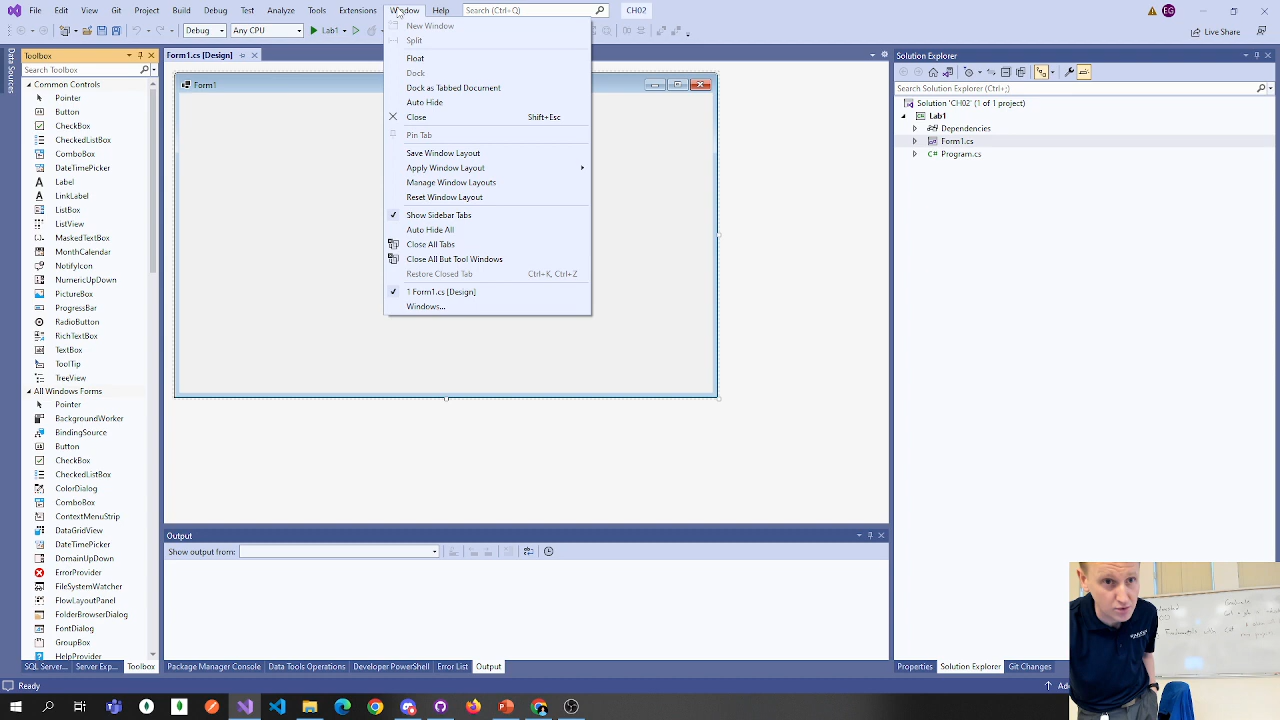 File Edit View Git Project Build Debug Test Analyze Tools Extensions Window Help Search (Ctrl+Q) CH02 EG
Debug Any CPU Lab1 Live Share
Data Sources
Toolbox
Search Toolbox
Common Controls
Pointer
Button
CheckBox
CheckedListBox
ComboBox
DateTimePicker
Label
LinkLabel
ListBox
ListView
MaskedTextBox
MonthCalendar
NotifyIcon
NumericUpDown
PictureBox
ProgressBar
RadioButton
RichTextBox
TextBox
ToolTip
TreeView
All Windows Forms
Pointer
BackgroundWorker
BindingSource
Button
CheckBox
CheckedListBox
ColorDialog
ComboBox
ContextMenuStrip
DataGridView
DateTimePicker
DomainUpDown
ErrorProvider
FileSystemWatcher
FlowLayoutPanel
FolderBrowserDialog
FontDialog
GroupBox
HelpProvider
SQL Server... Server Exp... Toolbox
Form1.cs [Design]
Form1
New Window
Split
Float
Dock
Dock as Tabbed Document
Auto Hide
Close Shift+Esc
Pin Tab
Save Window Layout
Apply Window Layout
Manage Window Layouts
Reset Window Layout
Show Sidebar Tabs
Auto Hide All
Close All Tabs
Close All But Tool Windows
Restore Closed Tab Ctrl+K, Ctrl+Z
1 Form1.cs [Design]
Windows...
Output
Show output from:
Package Manager Console Data Tools Operations Developer PowerShell Error List Output
Solution Explorer
Search Solution Explorer (Ctrl+;)
Solution 'CH02' (1 of 1 project)
Lab1
Dependencies
Form1.cs
C# Program.cs
Properties Solution Explorer Git Changes
Ready